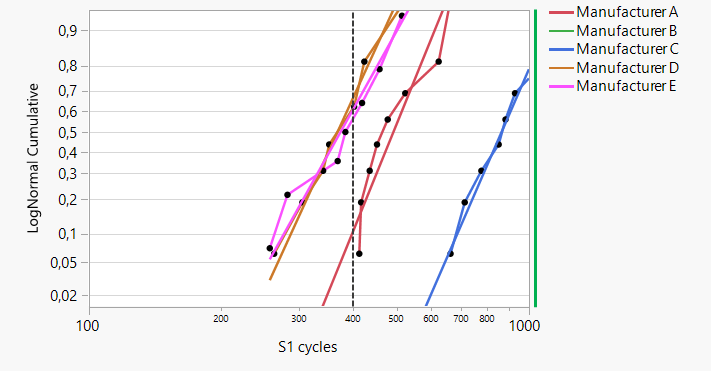 Manufacturer A
Manufacturer B
Manufacturer C
Manufacturer D
Manufacturer E
LogNormal Cumulative
0,9
0,8
0,7
0,6
0,5
0,4
0,3
0,2
0,1
0,05
0,02
100 200 300 400 500 600 700 800 1000
S1 cycles